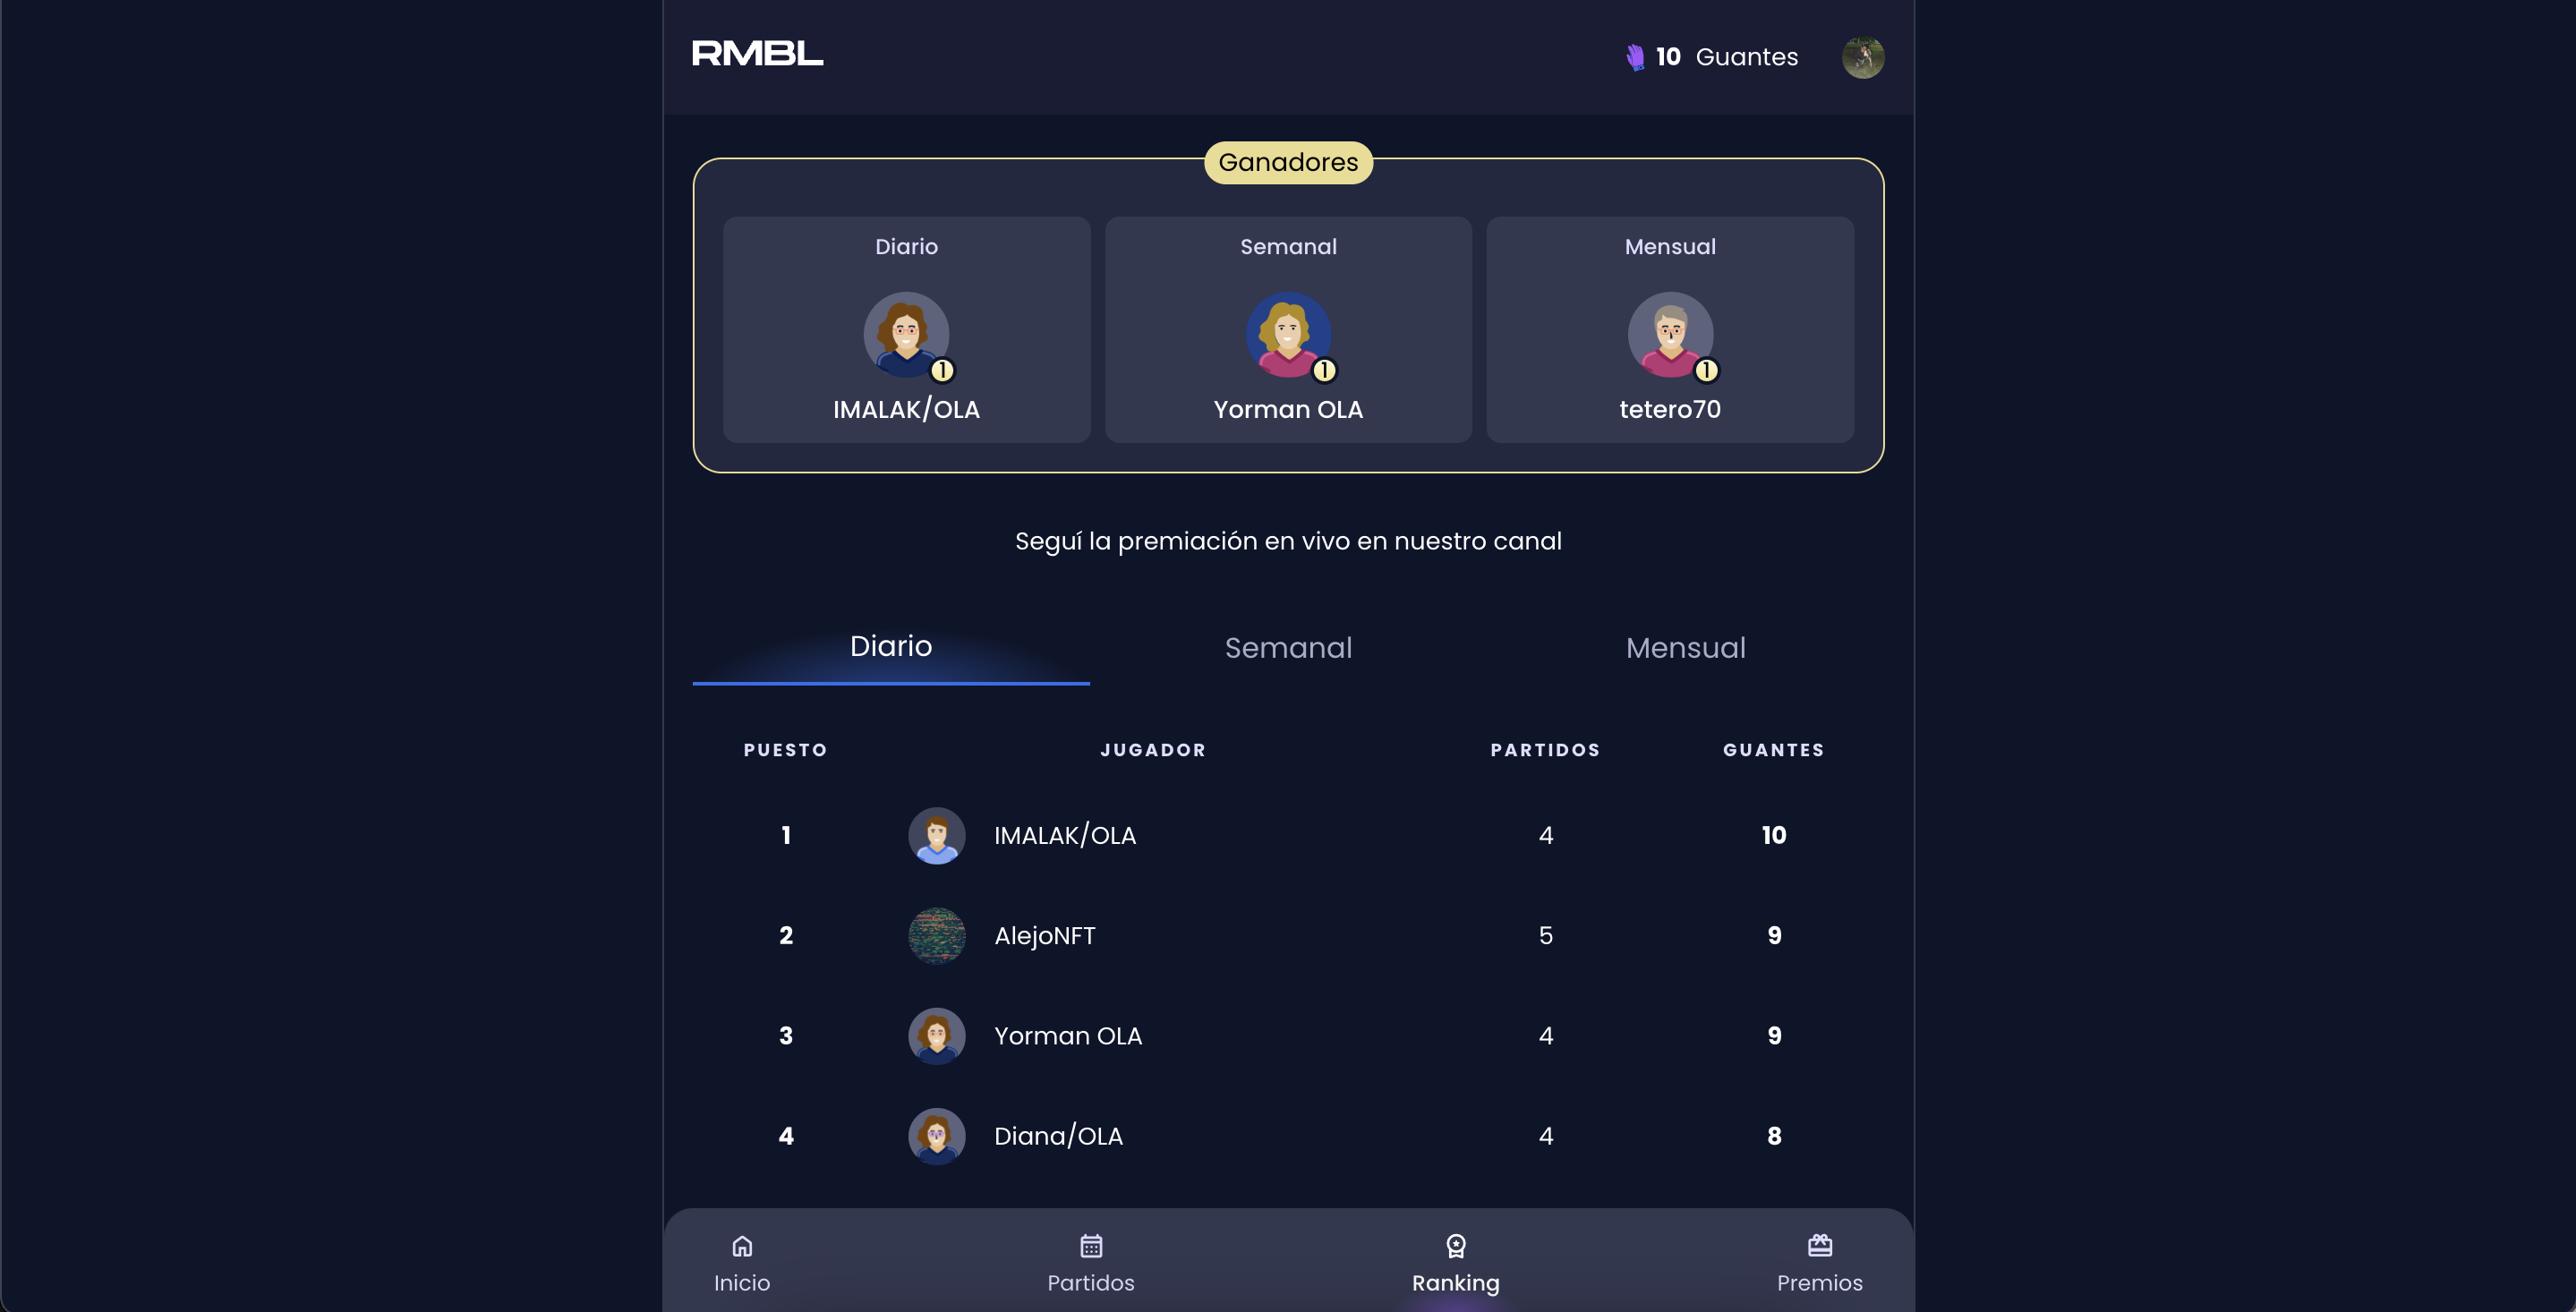 RMBL
10 Guantes
Ganadores
Diario Semanal Mensual
1 1 1
IMALAK/OLA Yorman OLA tetero70
Seguí la premiación en vivo en nuestro canal
Diario Semanal Mensual
PUESTO JUGADOR PARTIDOS GUANTES
1 IMALAK/OLA 4 10
2 AlejoNFT 5 9
3 Yorman OLA 4 9
4 Diana/OLA 4 8
Inicio Partidos Ranking Premios